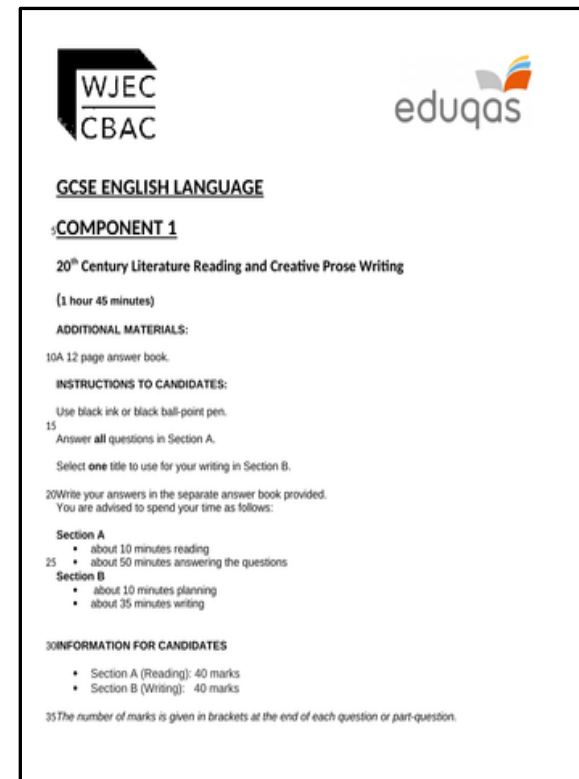 WJEC
CBAC
eduqas
GCSE ENGLISH LANGUAGE
5COMPONENT 1
20th Century Literature Reading and Creative Prose Writing
(1 hour 45 minutes)
ADDITIONAL MATERIALS:
10A 12 page answer book.
INSTRUCTIONS TO CANDIDATES:
Use black ink or black ball-point pen.
15
Answer all questions in Section A.
Select one title to use for your writing in Section B.
20Write your answers in the separate answer book provided.
You are advised to spend your time as follows:
Section A
• about 10 minutes reading
25 • about 50 minutes answering the questions
Section B
• about 10 minutes planning
• about 35 minutes writing
30INFORMATION FOR CANDIDATES
• Section A (Reading): 40 marks
• Section B (Writing): 40 marks
35The number of marks is given in brackets at the end of each question or part-question.